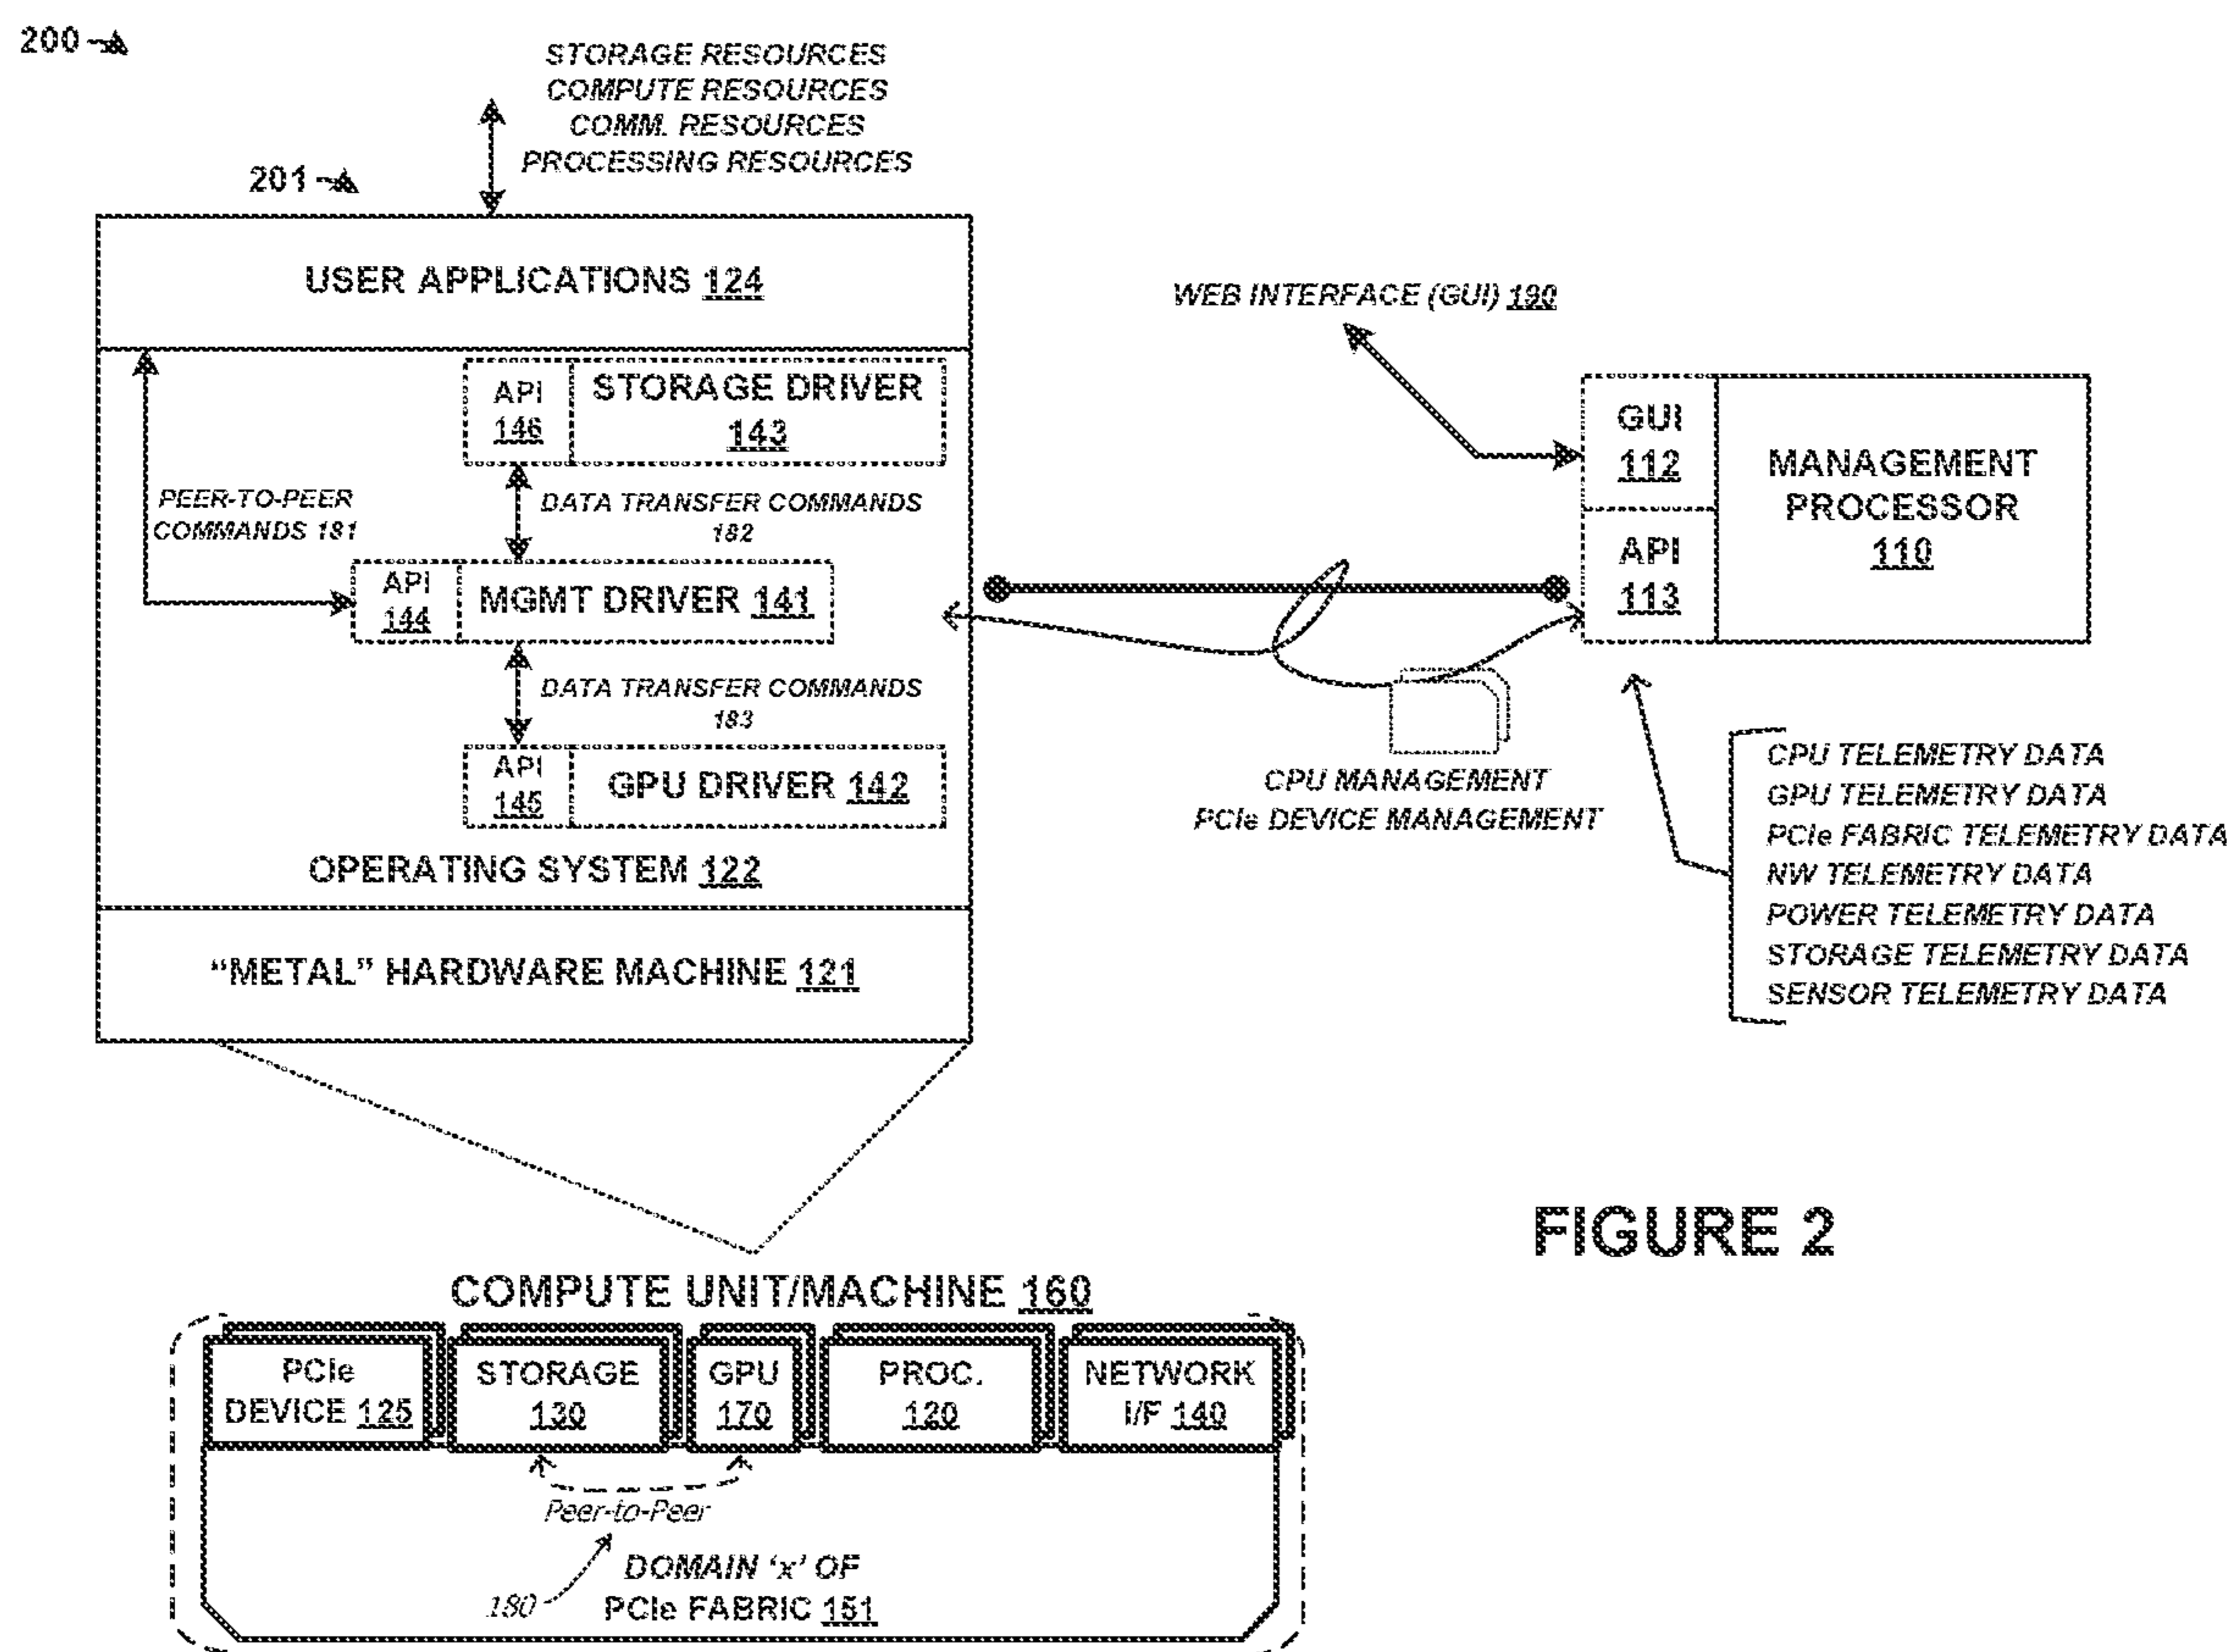 200
STORAGE RESOURCES
COMPUTE RESOURCES
COMM. RESOURCES
PROCESSING RESOURCES
201
USER APPLICATIONS 124
API
146
STORAGE DRIVER
143
PEER-TO-PEER
COMMANDS 181
DATA TRANSFER COMMANDS
182
API
144
MGMT DRIVER 141
DATA TRANSFER COMMANDS
183
API
145
GPU DRIVER 142
OPERATING SYSTEM 122
“METAL” HARDWARE MACHINE 121
WEB INTERFACE (GUI) 190
GUI
112
API
113
MANAGEMENT
PROCESSOR
110
CPU MANAGEMENT
PCIe DEVICE MANAGEMENT
CPU TELEMETRY DATA
GPU TELEMETRY DATA
PCIe FABRIC TELEMETRY DATA
NW TELEMETRY DATA
POWER TELEMETRY DATA
STORAGE TELEMETRY DATA
SENSOR TELEMETRY DATA
FIGURE 2
COMPUTE UNIT/MACHINE 160
PCIe
DEVICE 125
STORAGE
130
GPU
170
PROC.
120
NETWORK
I/F 140
Peer-to-Peer
180
DOMAIN ‘x’ OF
PCIe FABRIC 151